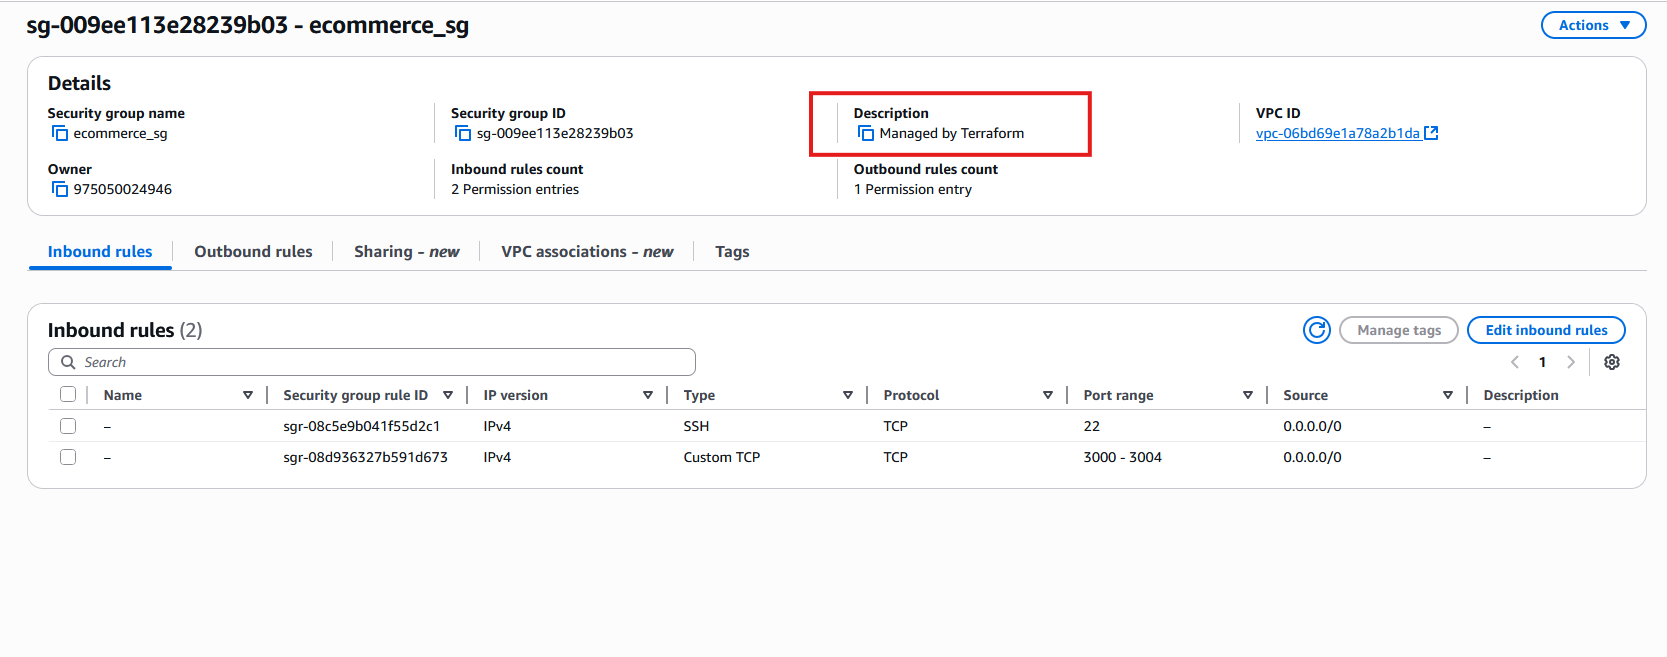 sg-009ee113e28239b03 - ecommerce_sg
Actions
Details
Security group name
ecommerce_sg
Security group ID
sg-009ee113e28239b03
Description
Managed by Terraform
VPC ID
vpc-06bd69e1a78a2b1da
Owner
975050024946
Inbound rules count
2 Permission entries
Outbound rules count
1 Permission entry
Inbound rules Outbound rules Sharing - new VPC associations - new Tags
Inbound rules (2)
Manage tags
Edit inbound rules
Search
1
Name Security group rule ID IP version Type Protocol Port range Source Description
– sgr-08c5e9b041f55d2c1 IPv4 SSH TCP 22 0.0.0.0/0 –
– sgr-08d936327b591d673 IPv4 Custom TCP TCP 3000 - 3004 0.0.0.0/0 –